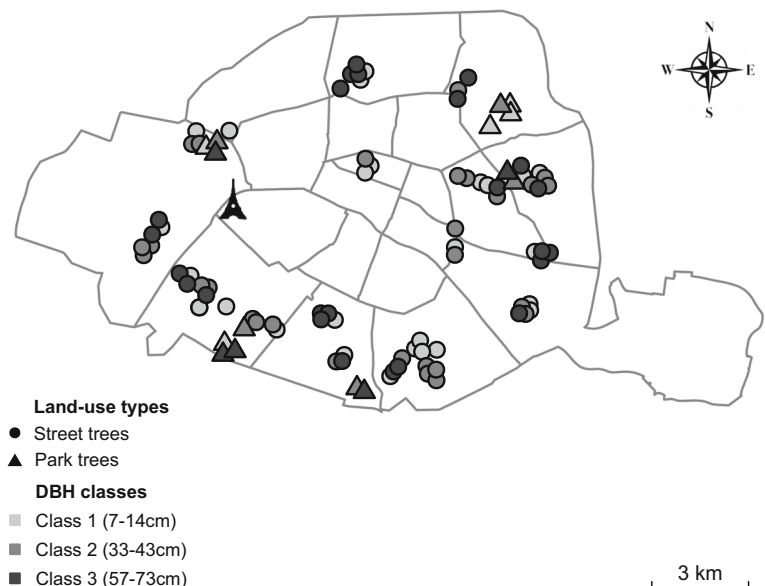 N
W E
S
Land-use types
Street trees
Park trees
DBH classes
Class 1 (7-14cm)
Class 2 (33-43cm)
Class 3 (57-73cm)
3 km